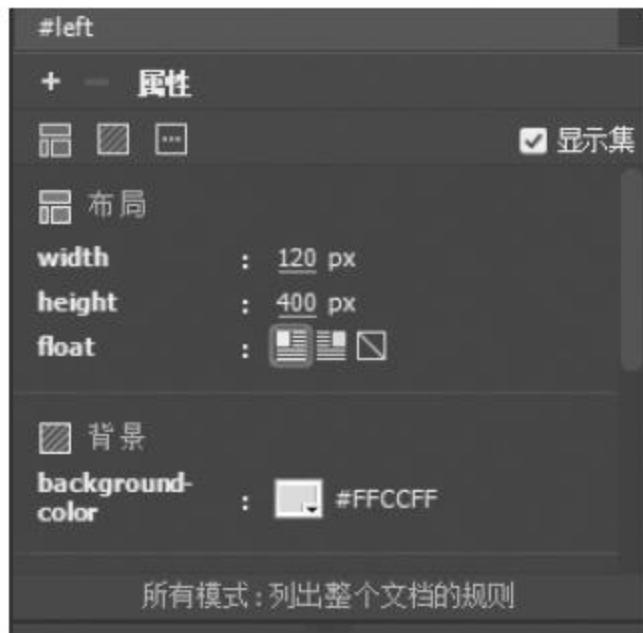 #left
+ − 属性
显示集
布局
width : 120 px
height : 400 px
float :
背景
background-
color : #FFCCFF
所有模式 : 列出整个文档的规则